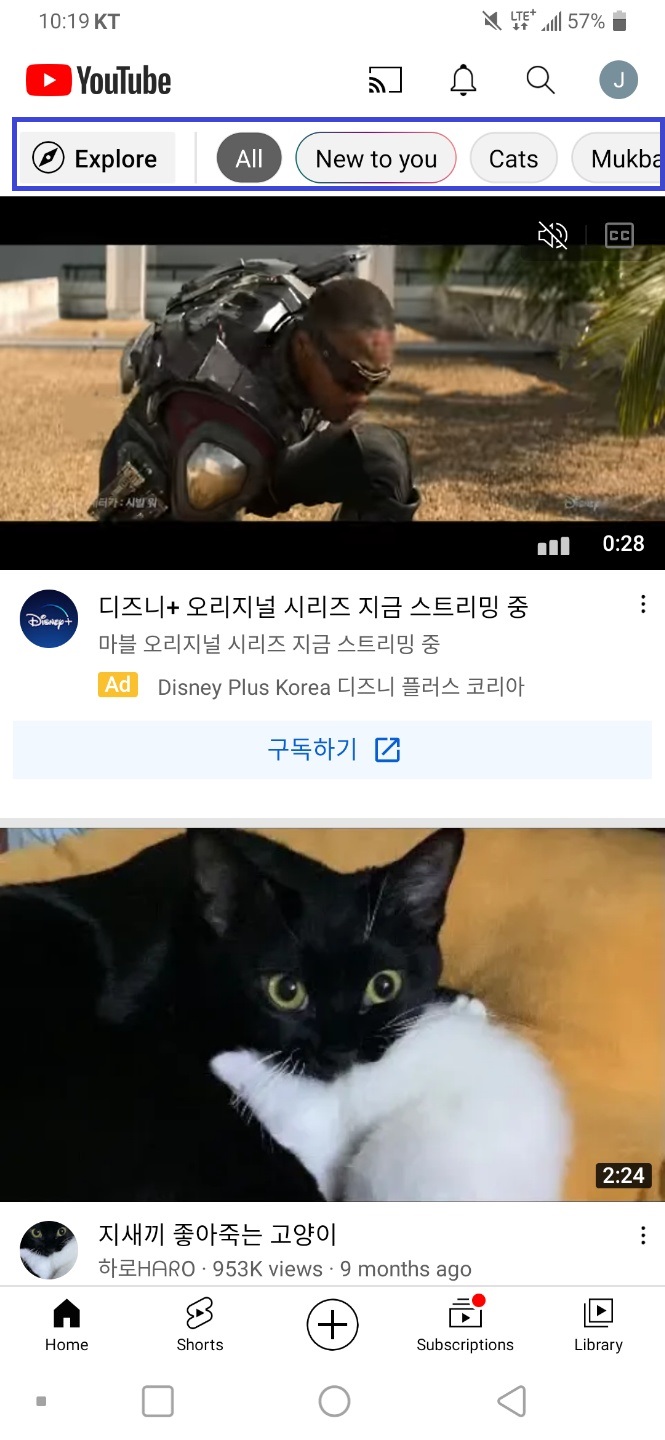 10:19 KT LTE+ 57%
YouTube J
Explore All New to you Cats Mukba
CC
Disney+
0:28
Disney+ 디즈니+ 오리지널 시리즈 지금 스트리밍 중
마블 오리지널 시리즈 지금 스트리밍 중
Ad Disney Plus Korea 디즈니 플러스 코리아
구독하기
2:24
지새끼 좋아죽는 고양이
하로HARO · 953K views · 9 months ago
Home Shorts Subscriptions Library